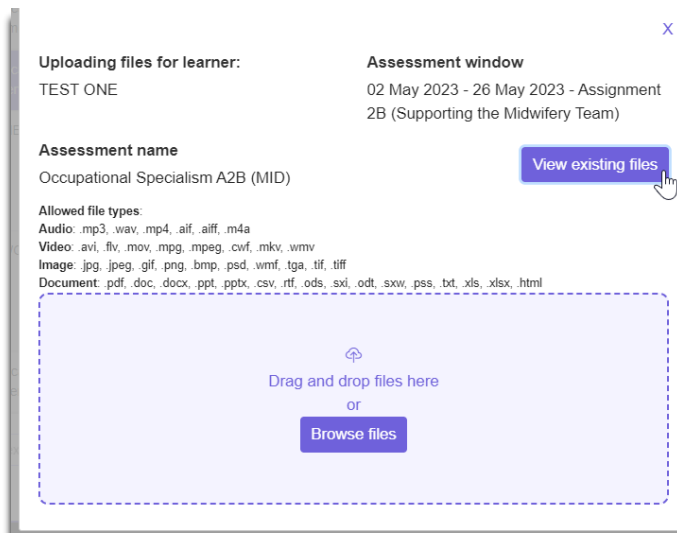 X
Uploading files for learner:
TEST ONE
Assessment window
02 May 2023 - 26 May 2023 - Assignment
2B (Supporting the Midwifery Team)
Assessment name
Occupational Specialism A2B (MID)
View existing files
Allowed file types:
Audio: .mp3, .wav, .mp4, .aif, .aiff, .m4a
Video: .avi, .flv, .mov, .mpg, .mpeg, .cwf, .mkv, .wmv
Image: .jpg, .jpeg, .gif, .png, .bmp, .psd, .wmf, .tga, .tif, .tiff
Document: .pdf, .doc, .docx, .ppt, .pptx, .csv, .rtf, .ods, .sxi, .odt, .sxw, .pss, .txt, .xls, .xlsx, .html
Drag and drop files here
or
Browse files